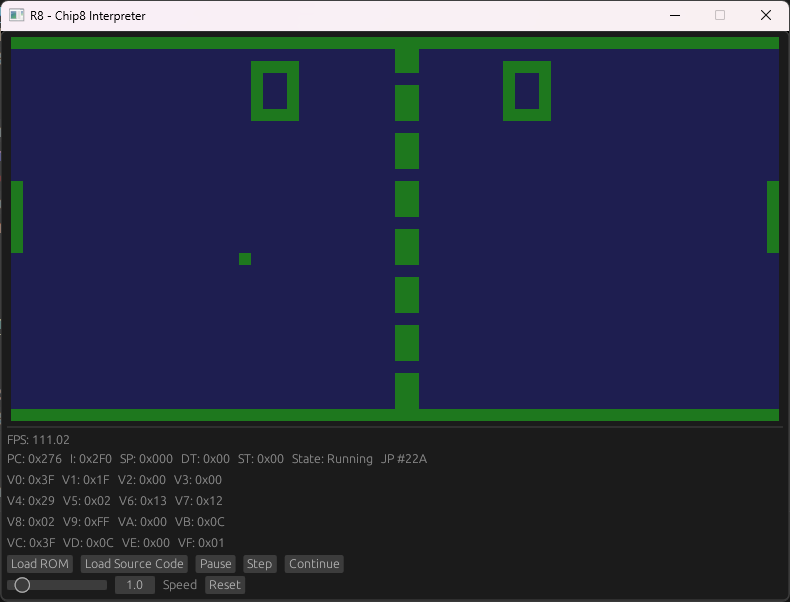 R8 - Chip8 Interpreter
0 0
FPS: 111.02
PC: 0x276 I: 0x2F0 SP: 0x000 DT: 0x00 ST: 0x00 State: Running JP #22A
V0: 0x3F V1: 0x1F V2: 0x00 V3: 0x00
V4: 0x29 V5: 0x02 V6: 0x13 V7: 0x12
V8: 0x02 V9: 0xFF VA: 0x00 VB: 0x0C
VC: 0x3F VD: 0x0C VE: 0x00 VF: 0x01
Load ROM Load Source Code Pause Step Continue
1.0 Speed Reset